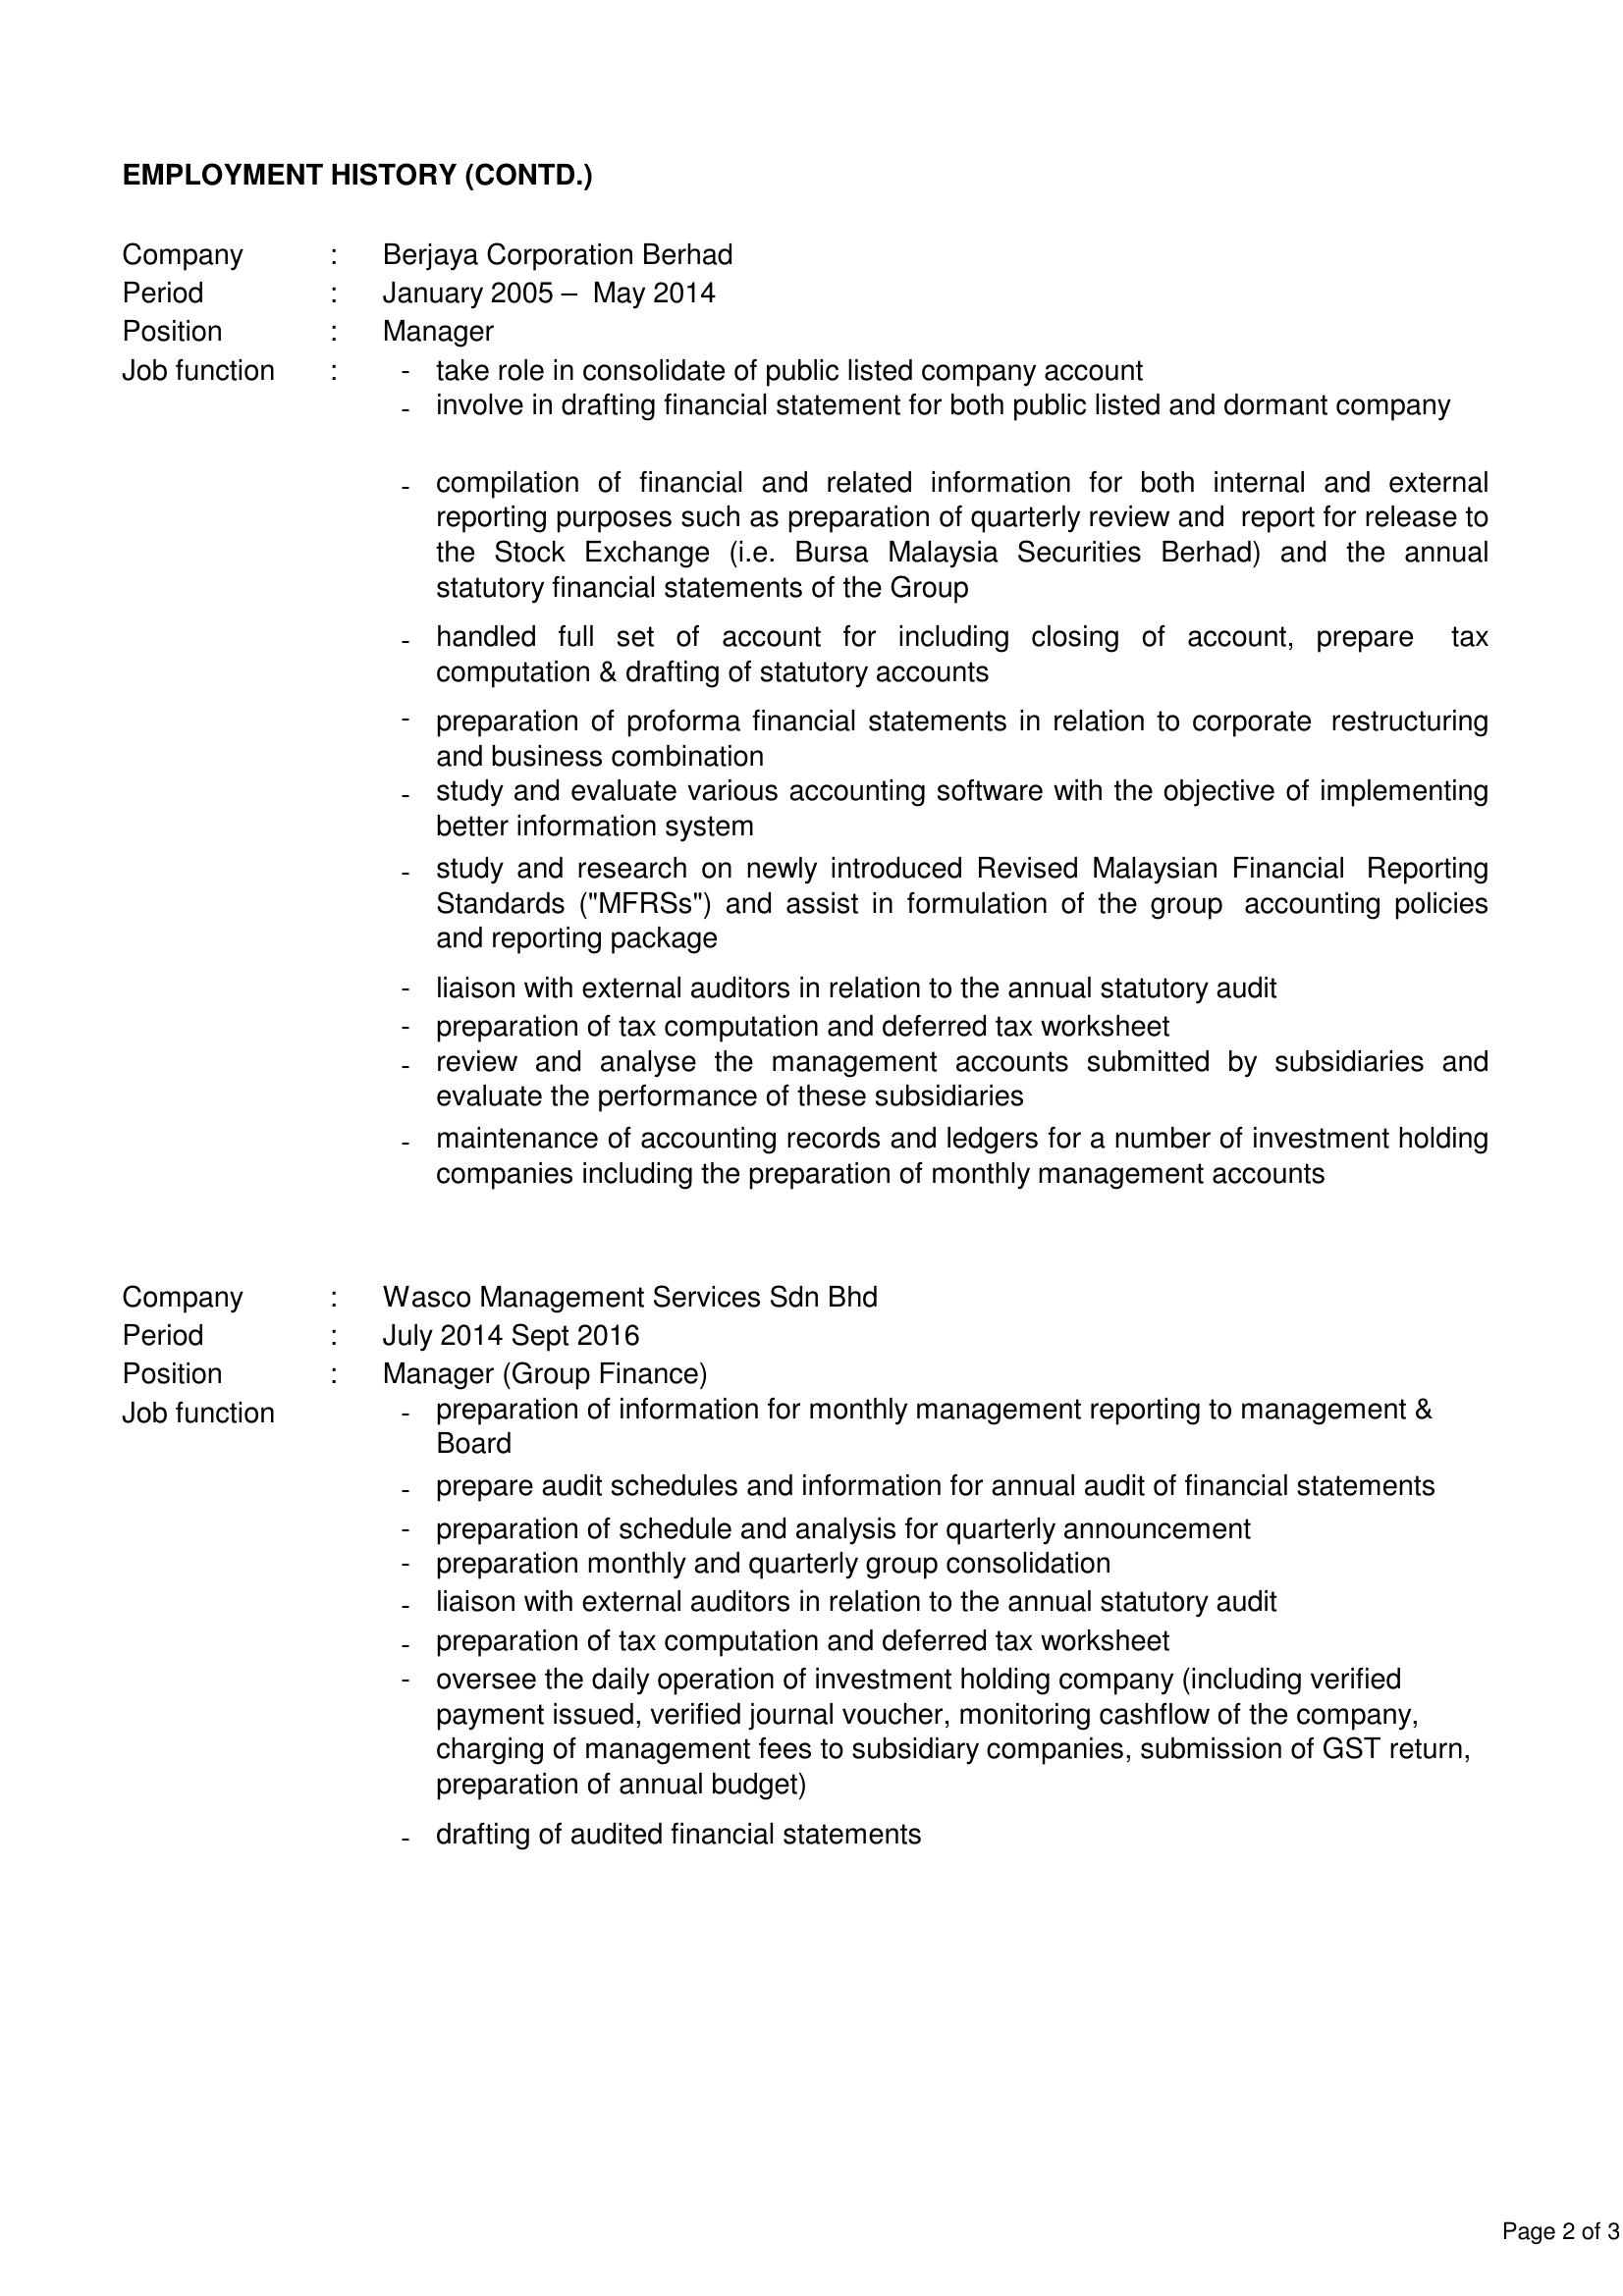 EMPLOYMENT HISTORY (CONTD.)
Company : Berjaya Corporation Berhad
Period : January 2005 – May 2014
Position : Manager
Job function : - take role in consolidate of public listed company account
- involve in drafting financial statement for both public listed and dormant company
- compilation of financial and related information for both internal and external
reporting purposes such as preparation of quarterly review and report for release to
the Stock Exchange (i.e. Bursa Malaysia Securities Berhad) and the annual
statutory financial statements of the Group
- handled full set of account for including closing of account, prepare tax
computation & drafting of statutory accounts
- preparation of proforma financial statements in relation to corporate restructuring
and business combination
- study and evaluate various accounting software with the objective of implementing
better information system
- study and research on newly introduced Revised Malaysian Financial Reporting
Standards ("MFRSs") and assist in formulation of the group accounting policies
and reporting package
- liaison with external auditors in relation to the annual statutory audit
- preparation of tax computation and deferred tax worksheet
- review and analyse the management accounts submitted by subsidiaries and
evaluate the performance of these subsidiaries
- maintenance of accounting records and ledgers for a number of investment holding
companies including the preparation of monthly management accounts
Company : Wasco Management Services Sdn Bhd
Period : July 2014 Sept 2016
Position : Manager (Group Finance)
Job function - preparation of information for monthly management reporting to management &
Board
- prepare audit schedules and information for annual audit of financial statements
- preparation of schedule and analysis for quarterly announcement
- preparation monthly and quarterly group consolidation
- liaison with external auditors in relation to the annual statutory audit
- preparation of tax computation and deferred tax worksheet
- oversee the daily operation of investment holding company (including verified
payment issued, verified journal voucher, monitoring cashflow of the company,
charging of management fees to subsidiary companies, submission of GST return,
preparation of annual budget)
- drafting of audited financial statements
Page 2 of 3